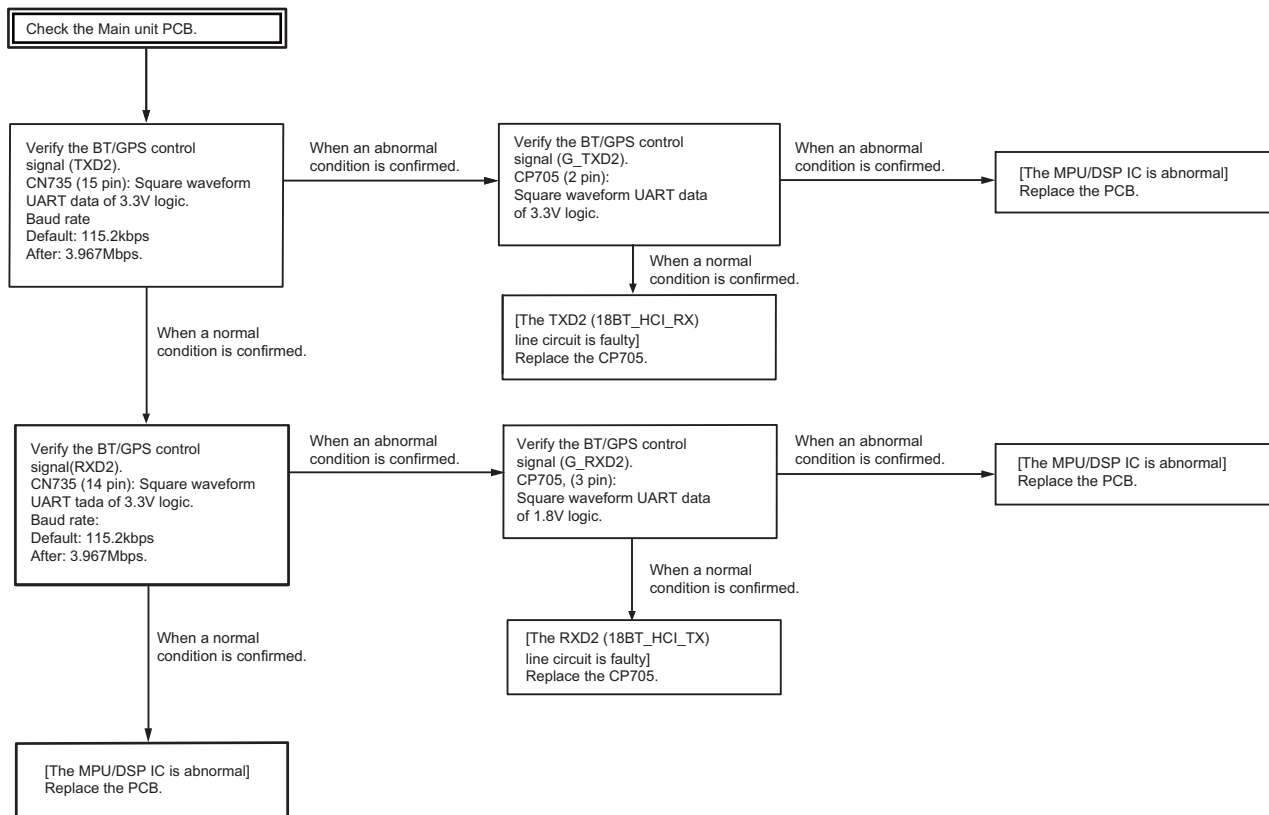 Check the Main unit PCB.
Verify the BT/GPS control
signal (TXD2).
CN735 (15 pin): Square waveform
UART data of 3.3V logic.
Baud rate
Default: 115.2kbps
After: 3.967Mbps.
When an abnormal
condition is confirmed.
Verify the BT/GPS control
signal (G_TXD2).
CP705 (2 pin):
Square waveform UART data
of 3.3V logic.
When an abnormal
condition is confirmed.
[The MPU/DSP IC is abnormal]
Replace the PCB.
When a normal
condition is confirmed.
[The TXD2 (18BT_HCI_RX)
line circuit is faulty]
Replace the CP705.
When a normal
condition is confirmed.
Verify the BT/GPS control
signal(RXD2).
CN735 (14 pin): Square waveform
UART tada of 3.3V logic.
Baud rate:
Default: 115.2kbps
After: 3.967Mbps.
When an abnormal
condition is confirmed.
Verify the BT/GPS control
signal (G_RXD2).
CP705, (3 pin):
Square waveform UART data
of 1.8V logic.
When an abnormal
condition is confirmed.
[The MPU/DSP IC is abnormal]
Replace the PCB.
When a normal
condition is confirmed.
[The RXD2 (18BT_HCI_TX)
line circuit is faulty]
Replace the CP705.
When a normal
condition is confirmed.
[The MPU/DSP IC is abnormal]
Replace the PCB.